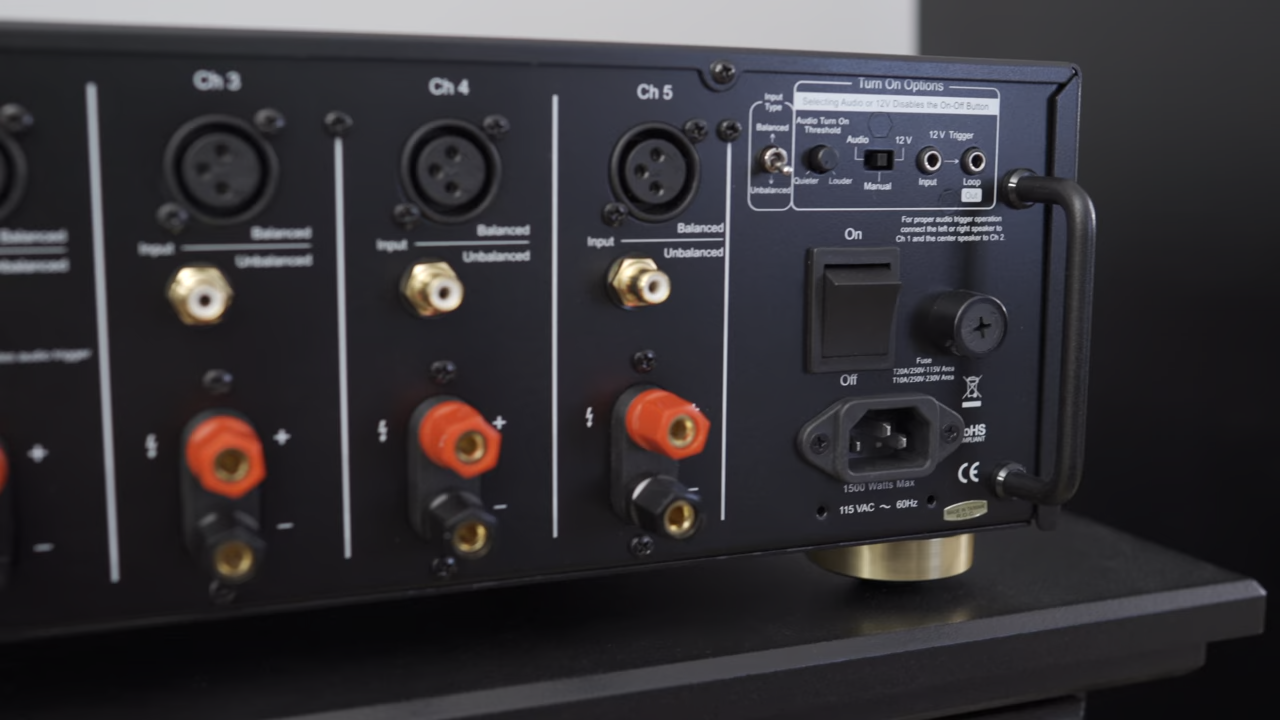 Ch 3
Balanced
Input
Unbalanced
+
−
Ch 4
Balanced
Input
Unbalanced
+
−
Ch 5
Balanced
Input
Unbalanced
+
−
Balanced
audio trigger
+
−
Input
Type
Balanced
Unbalanced
Turn On Options
Selecting Audio or 12V Disables the On-Off Button
Audio Turn On
Threshold
Quieter Louder
Audio 12 V
Manual
12 V Trigger
Input
Loop
Out
For proper audio trigger operation
connect the left or right speaker to
Ch 1 and the center speaker to Ch 2.
On
Off
Fuse
T20A/250V-115V Area
T10A/250V-230V Area
CE
1500 Watts Max
115 VAC ~ 60Hz